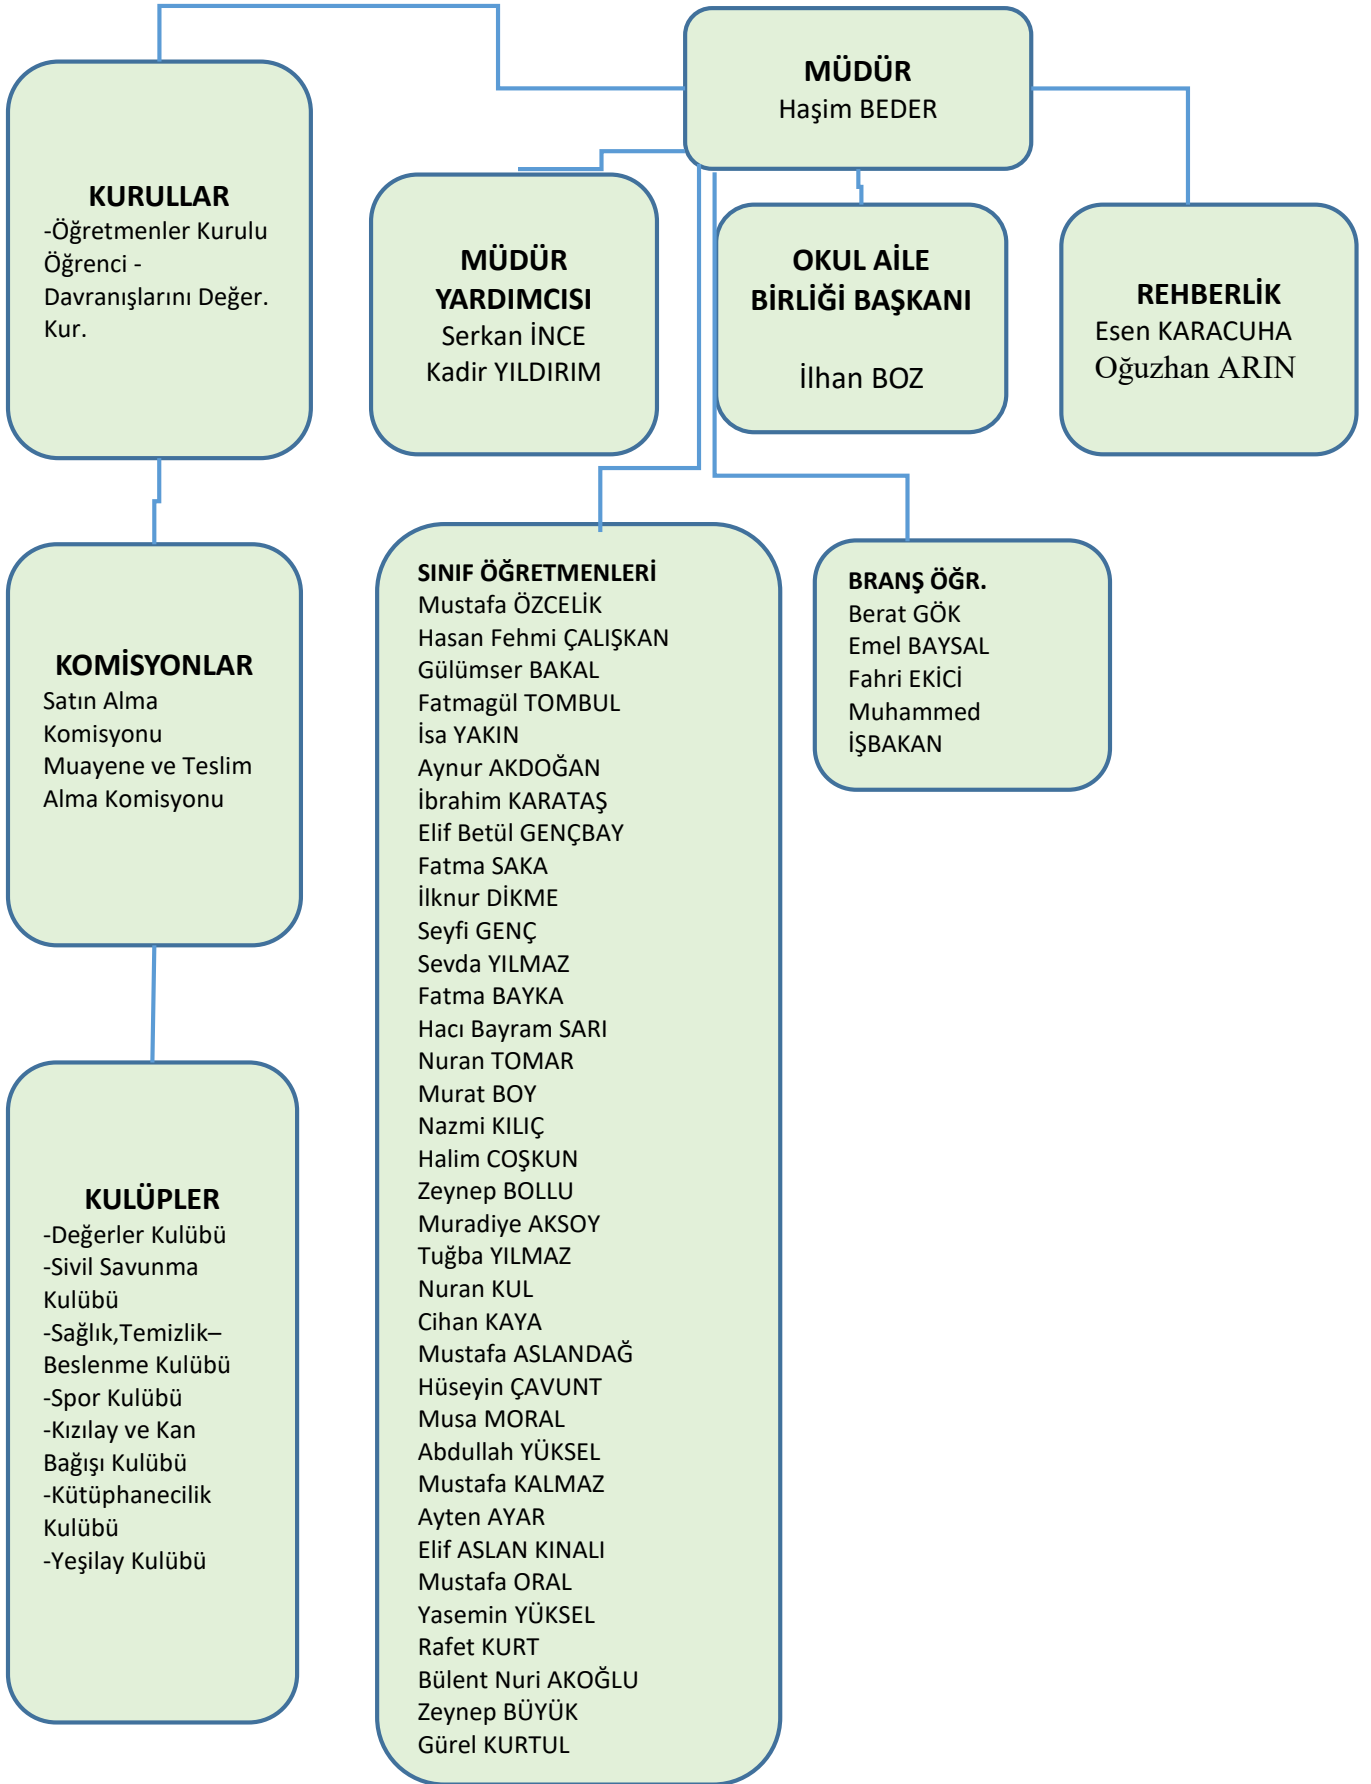 MÜDÜR
Haşim BEDER
KURULLAR
-Öğretmenler Kurulu
Öğrenci -
Davranışlarını Değer.
Kur.
MÜDÜR
YARDIMCISI
Serkan İNCE
Kadir YILDIRIM
OKUL AİLE
BİRLİĞİ BAŞKANI
İlhan BOZ
REHBERLİK
Esen KARACUHA
Oğuzhan ARIN
KOMİSYONLAR
Satın Alma
Komisyonu
Muayene ve Teslim
Alma Komisyonu
SINIF ÖĞRETMENLERİ
Mustafa ÖZCELİK
Hasan Fehmi ÇALIŞKAN
Gülümser BAKAL
Fatmagül TOMBUL
İsa YAKIN
Aynur AKDOĞAN
İbrahim KARATAŞ
Elif Betül GENÇBAY
Fatma SAKA
İlknur DİKME
Seyfi GENÇ
Sevda YILMAZ
Fatma BAYKA
Hacı Bayram SARI
Nuran TOMAR
Murat BOY
Nazmi KILIÇ
Halim COŞKUN
Zeynep BOLLU
Muradiye AKSOY
Tuğba YILMAZ
Nuran KUL
Cihan KAYA
Mustafa ASLANDAĞ
Hüseyin ÇAVUNT
Musa MORAL
Abdullah YÜKSEL
Mustafa KALMAZ
Ayten AYAR
Elif ASLAN KINALI
Mustafa ORAL
Yasemin YÜKSEL
Rafet KURT
Bülent Nuri AKOĞLU
Zeynep BÜYÜK
Gürel KURTUL
BRANŞ ÖĞR.
Berat GÖK
Emel BAYSAL
Fahri EKİCİ
Muhammed
İŞBAKAN
KULÜPLER
-Değerler Kulübü
-Sivil Savunma
Kulübü
-Sağlık,Temizlik–
Beslenme Kulübü
-Spor Kulübü
-Kızılay ve Kan
Bağışı Kulübü
-Kütüphanecilik
Kulübü
-Yeşilay Kulübü